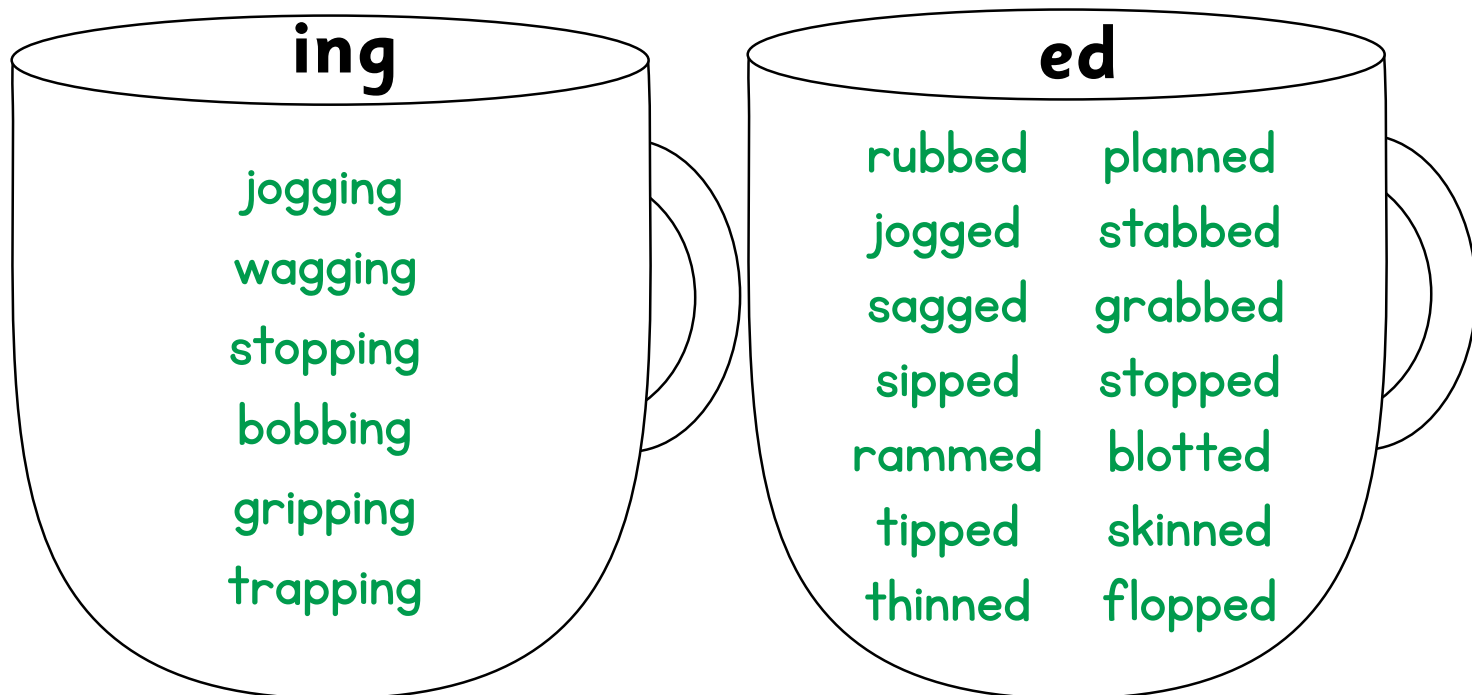 ing
jogging
wagging
stopping
bobbing
gripping
trapping
ed
rubbed planned
jogged stabbed
sagged grabbed
sipped stopped
rammed blotted
tipped skinned
thinned flopped